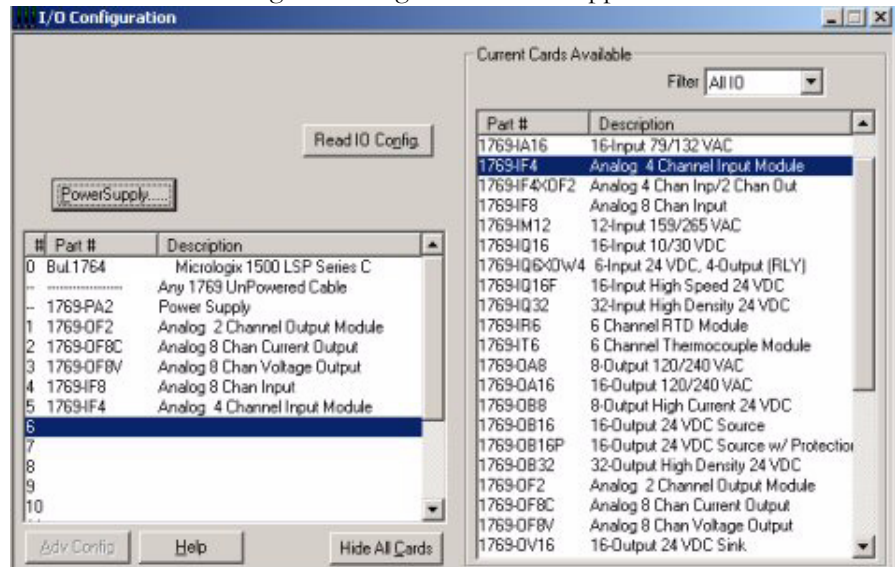 I/O Configuration
Current Cards Available
Filter All IO
Read IO Config.
PowerSupply.....
# Part # Description
0 Bul.1764 Micrologix 1500 LSP Series C
-- ------------------ Any 1769 UnPowered Cable
-- 1769-PA2 Power Supply
1 1769-OF2 Analog 2 Channel Output Module
2 1769-OF8C Analog 8 Chan Current Output
3 1769-OF8V Analog 8 Chan Voltage Output
4 1769-IF8 Analog 8 Chan Input
5 1769-IF4 Analog 4 Channel Input Module
6
7
8
9
10
Adv Config Help Hide All Cards
Part # Description
1769-IA16 16-Input 79/132 VAC
1769-IF4 Analog 4 Channel Input Module
1769-IF4XOF2 Analog 4 Chan Inp/2 Chan Out
1769-IF8 Analog 8 Chan Input
1769-IM12 12-Input 159/265 VAC
1769-IQ16 16-Input 10/30 VDC
1769-IQ6XOW4 6-Input 24 VDC, 4-Output (RLY)
1769-IQ16F 16-Input High Speed 24 VDC
1769-IQ32 32-Input High Density 24 VDC
1769-IR6 6 Channel RTD Module
1769-IT6 6 Channel Thermocouple Module
1769-OA8 8-Output 120/240 VAC
1769-OA16 16-Output 120/240 VAC
1769-OB8 8-Output High Current 24 VDC
1769-OB16 16-Output 24 VDC Source
1769-OB16P 16-Output 24 VDC Source w/ Protection
1769-OB32 32-Output High Density 24 VDC
1769-OF2 Analog 2 Channel Output Module
1769-OF8C Analog 8 Chan Current Output
1769-OF8V Analog 8 Chan Voltage Output
1769-OV16 16-Output 24 VDC Sink